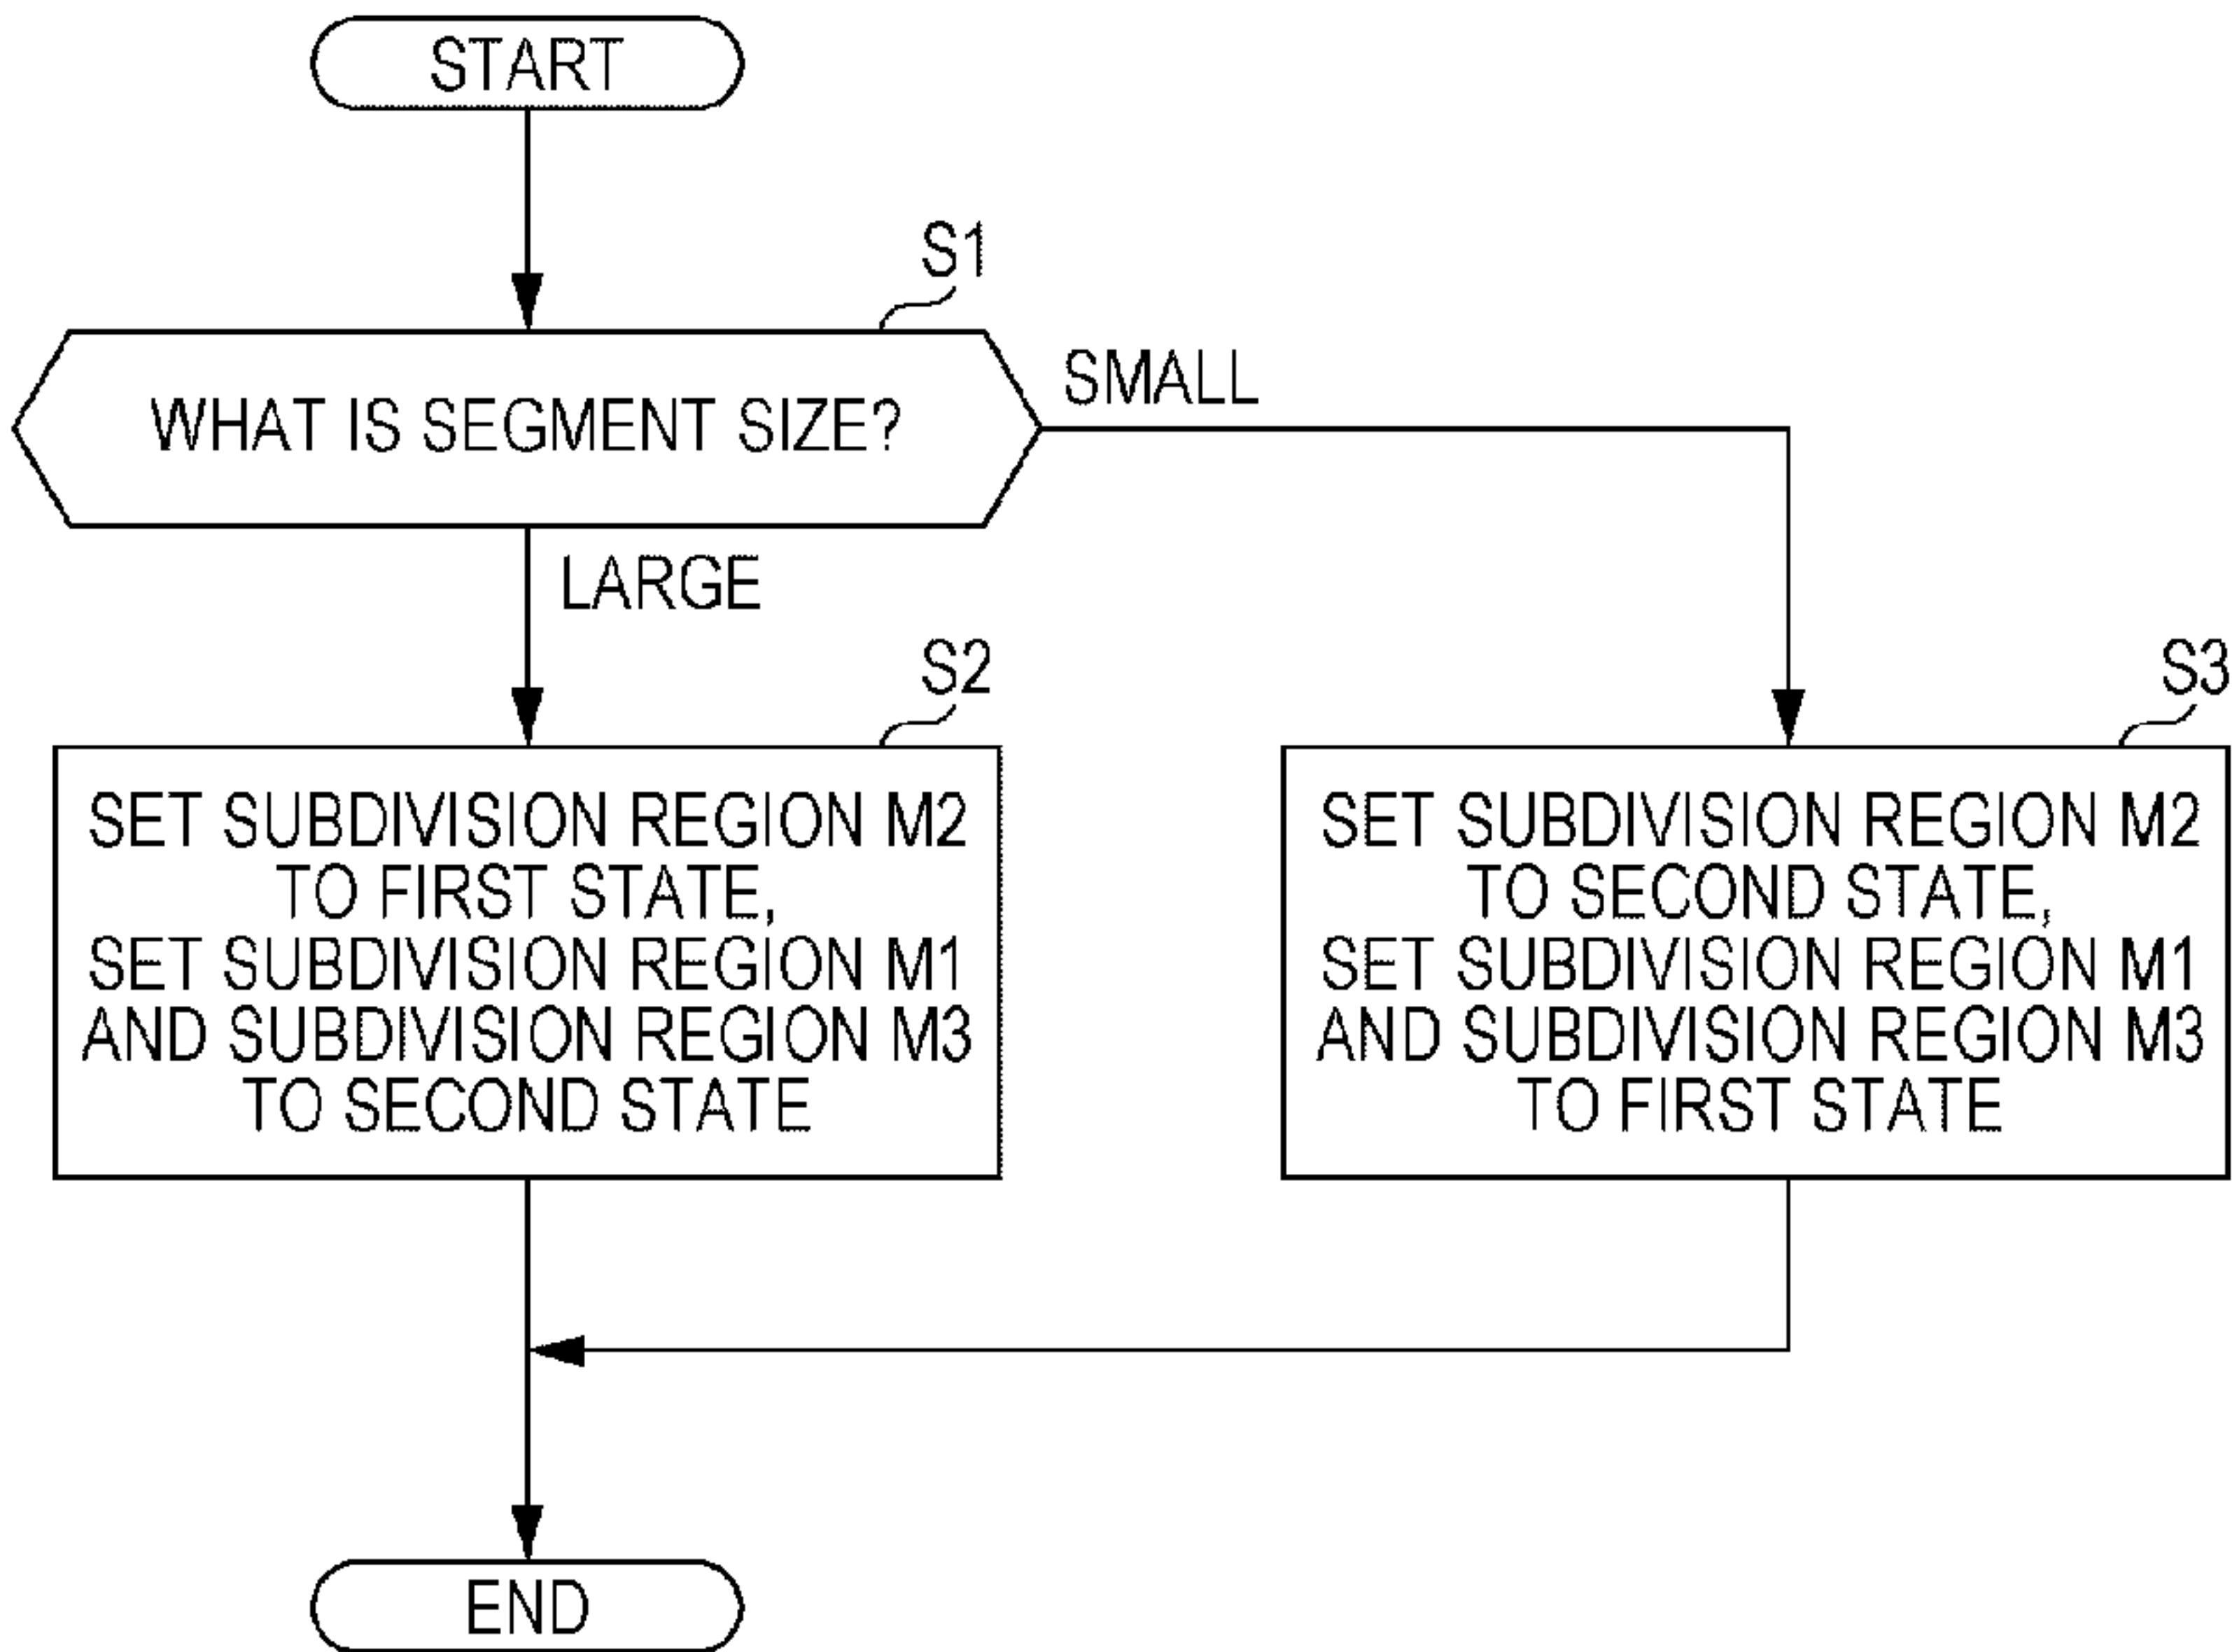 START
S1
WHAT IS SEGMENT SIZE?
SMALL
LARGE
S2
SET SUBDIVISION REGION M2
TO FIRST STATE,
SET SUBDIVISION REGION M1
AND SUBDIVISION REGION M3
TO SECOND STATE
S3
SET SUBDIVISION REGION M2
TO SECOND STATE,
SET SUBDIVISION REGION M1
AND SUBDIVISION REGION M3
TO FIRST STATE
END